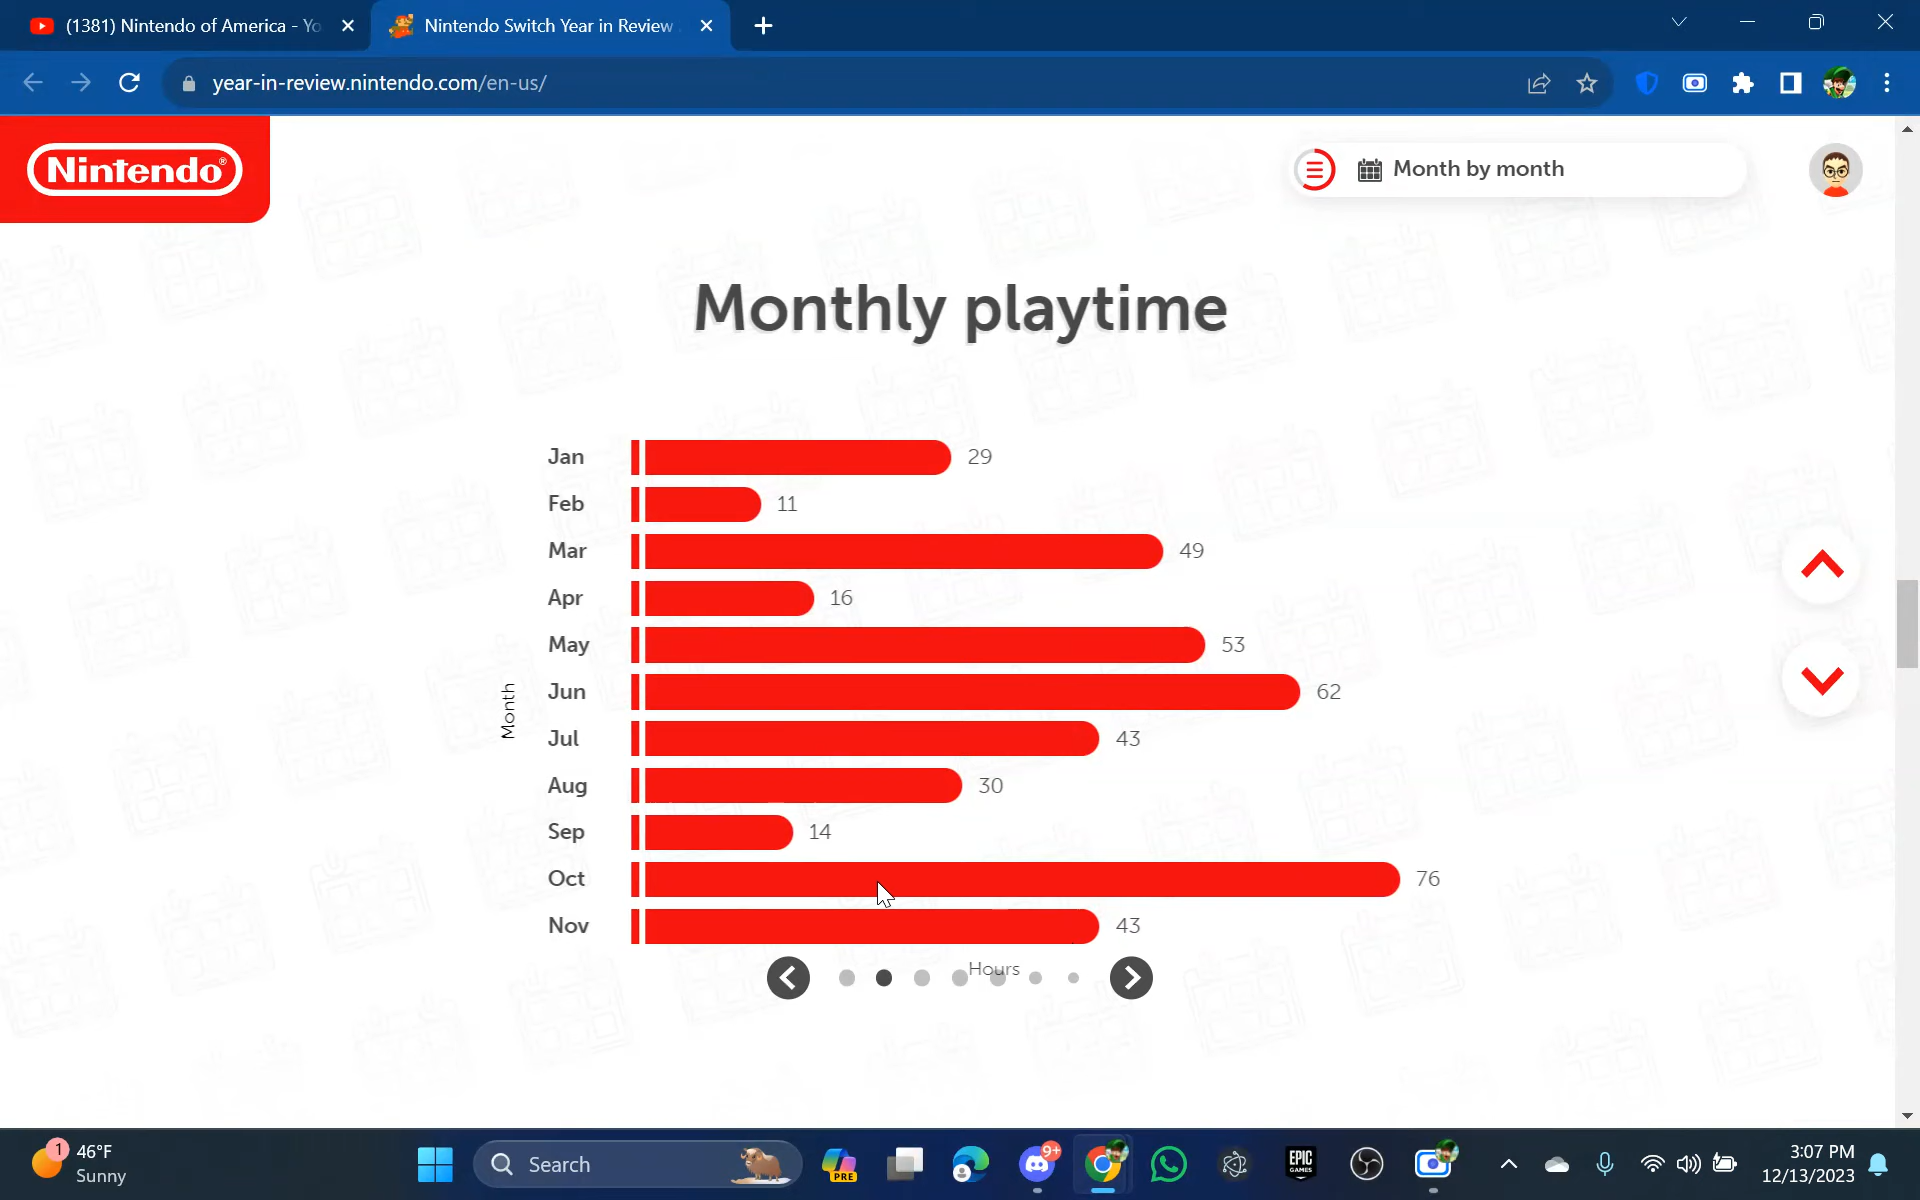 (1381) Nintendo of America - Yo
Nintendo Switch Year in Review
year-in-review.nintendo.com/en-us/
Nintendo®
Month by month
Monthly playtime
Month
Jan 29
Feb 11
Mar 49
Apr 16
May 53
Jun 62
Jul 43
Aug 30
Sep 14
Oct 76
Nov 43
Hours
1
46°F
Sunny
Search
PRE
9+
EPIC
GAMES
3:07 PM
12/13/2023